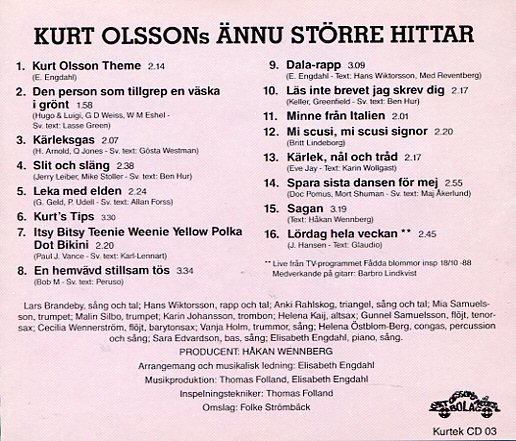 KURT OLSSONs ÄNNU STÖRRE HITTAR
1. Kurt Olsson Theme 2.14
(E. Engdahl)
2. Den person som tillgrep en väska
i grönt 1.58
(Hugo & Luigi, G D Weiss, W M Eshel -
Sv. text: Lasse Green)
3. Kärleksgas 2.07
(H. Arnold, Q Jones - Sv. text: Gösta Westman)
4. Slit och släng 2.38
(Jerry Leiber, Mike Stoller - Sv. text: Ben Hur)
5. Leka med elden 2.24
(G. Geld, P. Udell - Sv. text: Allan Forss)
6. Kurt's Tips 3.30
7. Itsy Bitsy Teenie Weenie Yellow Polka
Dot Bikini 2.20
(Paul J. Vance - Sv. text: Karl-Lennart)
8. En hemvävd stillsam tös 3.34
(Bob M - Sv. text: Peruso)
9. Dala-rapp 3.09
(E. Engdahl - Text: Hans Wiktorsson, Med Reventberg)
10. Läs inte brevet jag skrev dig 2.17
(Keller, Greenfield - Sv. text: Ben Hur)
11. Minne från Italien 2.01
12. Mi scusi, mi scusi signor 2.20
(Britt Lindeborg)
13. Kärlek, nål och tråd 2.17
(Eve Jay - Text: Karin Wollgast)
14. Spara sista dansen för mej 2.55
(Doc Pomus, Mort Shuman - Sv. text: Maj Åkerlund)
15. Sagan 3.19
(Text: Håkan Wennberg)
16. Lördag hela veckan ** 2.45
(J. Hansen - Text: Glaudio)
** Live från TV-programmet Fådda blommor insp 18/10 -88
Medverkande på gitarr: Barbro Lindkvist
Lars Brandeby, sång och tal; Hans Wiktorsson, rapp och tal; Anki Rahlskog, triangel, sång och tal; Mia Samuels-
son, trumpet; Malin Silbo, trumpet; Karin Johansson, trombon; Helena Kaij, altsax; Gunnel Samuelsson, flöjt, tenor-
sax; Cecilia Wennerström, flöjt, barytonsax; Vanja Holm, trummor, sång; Helena Östblom-Berg, congas, percussion
och sång; Sara Edvardson, bas, sång; Elisabeth Engdahl, piano, sång.
PRODUCENT: HÅKAN WENNBERG
Arrangemang och musikalisk ledning: Elisabeth Engdahl
Musikproduktion: Thomas Folland, Elisabeth Engdahl
Inspelningstekniker: Thomas Folland
Omslag: Folke Strömbäck
BOLAG
Kurtek CD 03